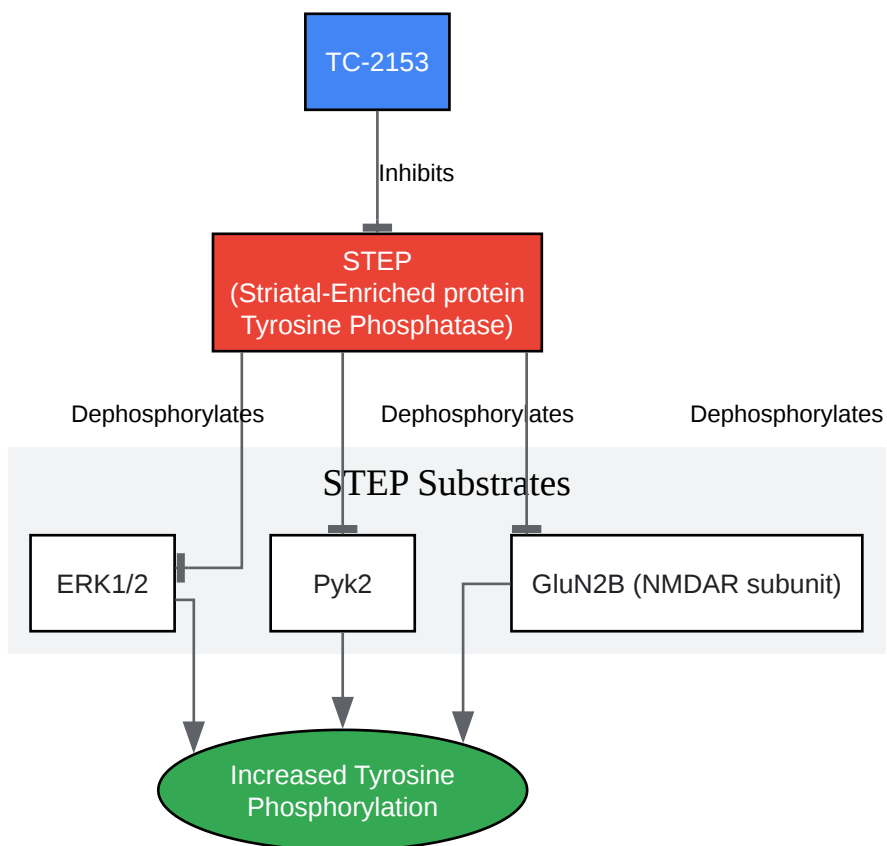 TC-2153
Inhibits
STEP
(Striatal-Enriched protein
Tyrosine Phosphatase)
Dephosphorylates
Dephosphorylates
Dephosphorylates
STEP Substrates
ERK1/2
Pyk2
GluN2B (NMDAR subunit)
Increased Tyrosine
Phosphorylation